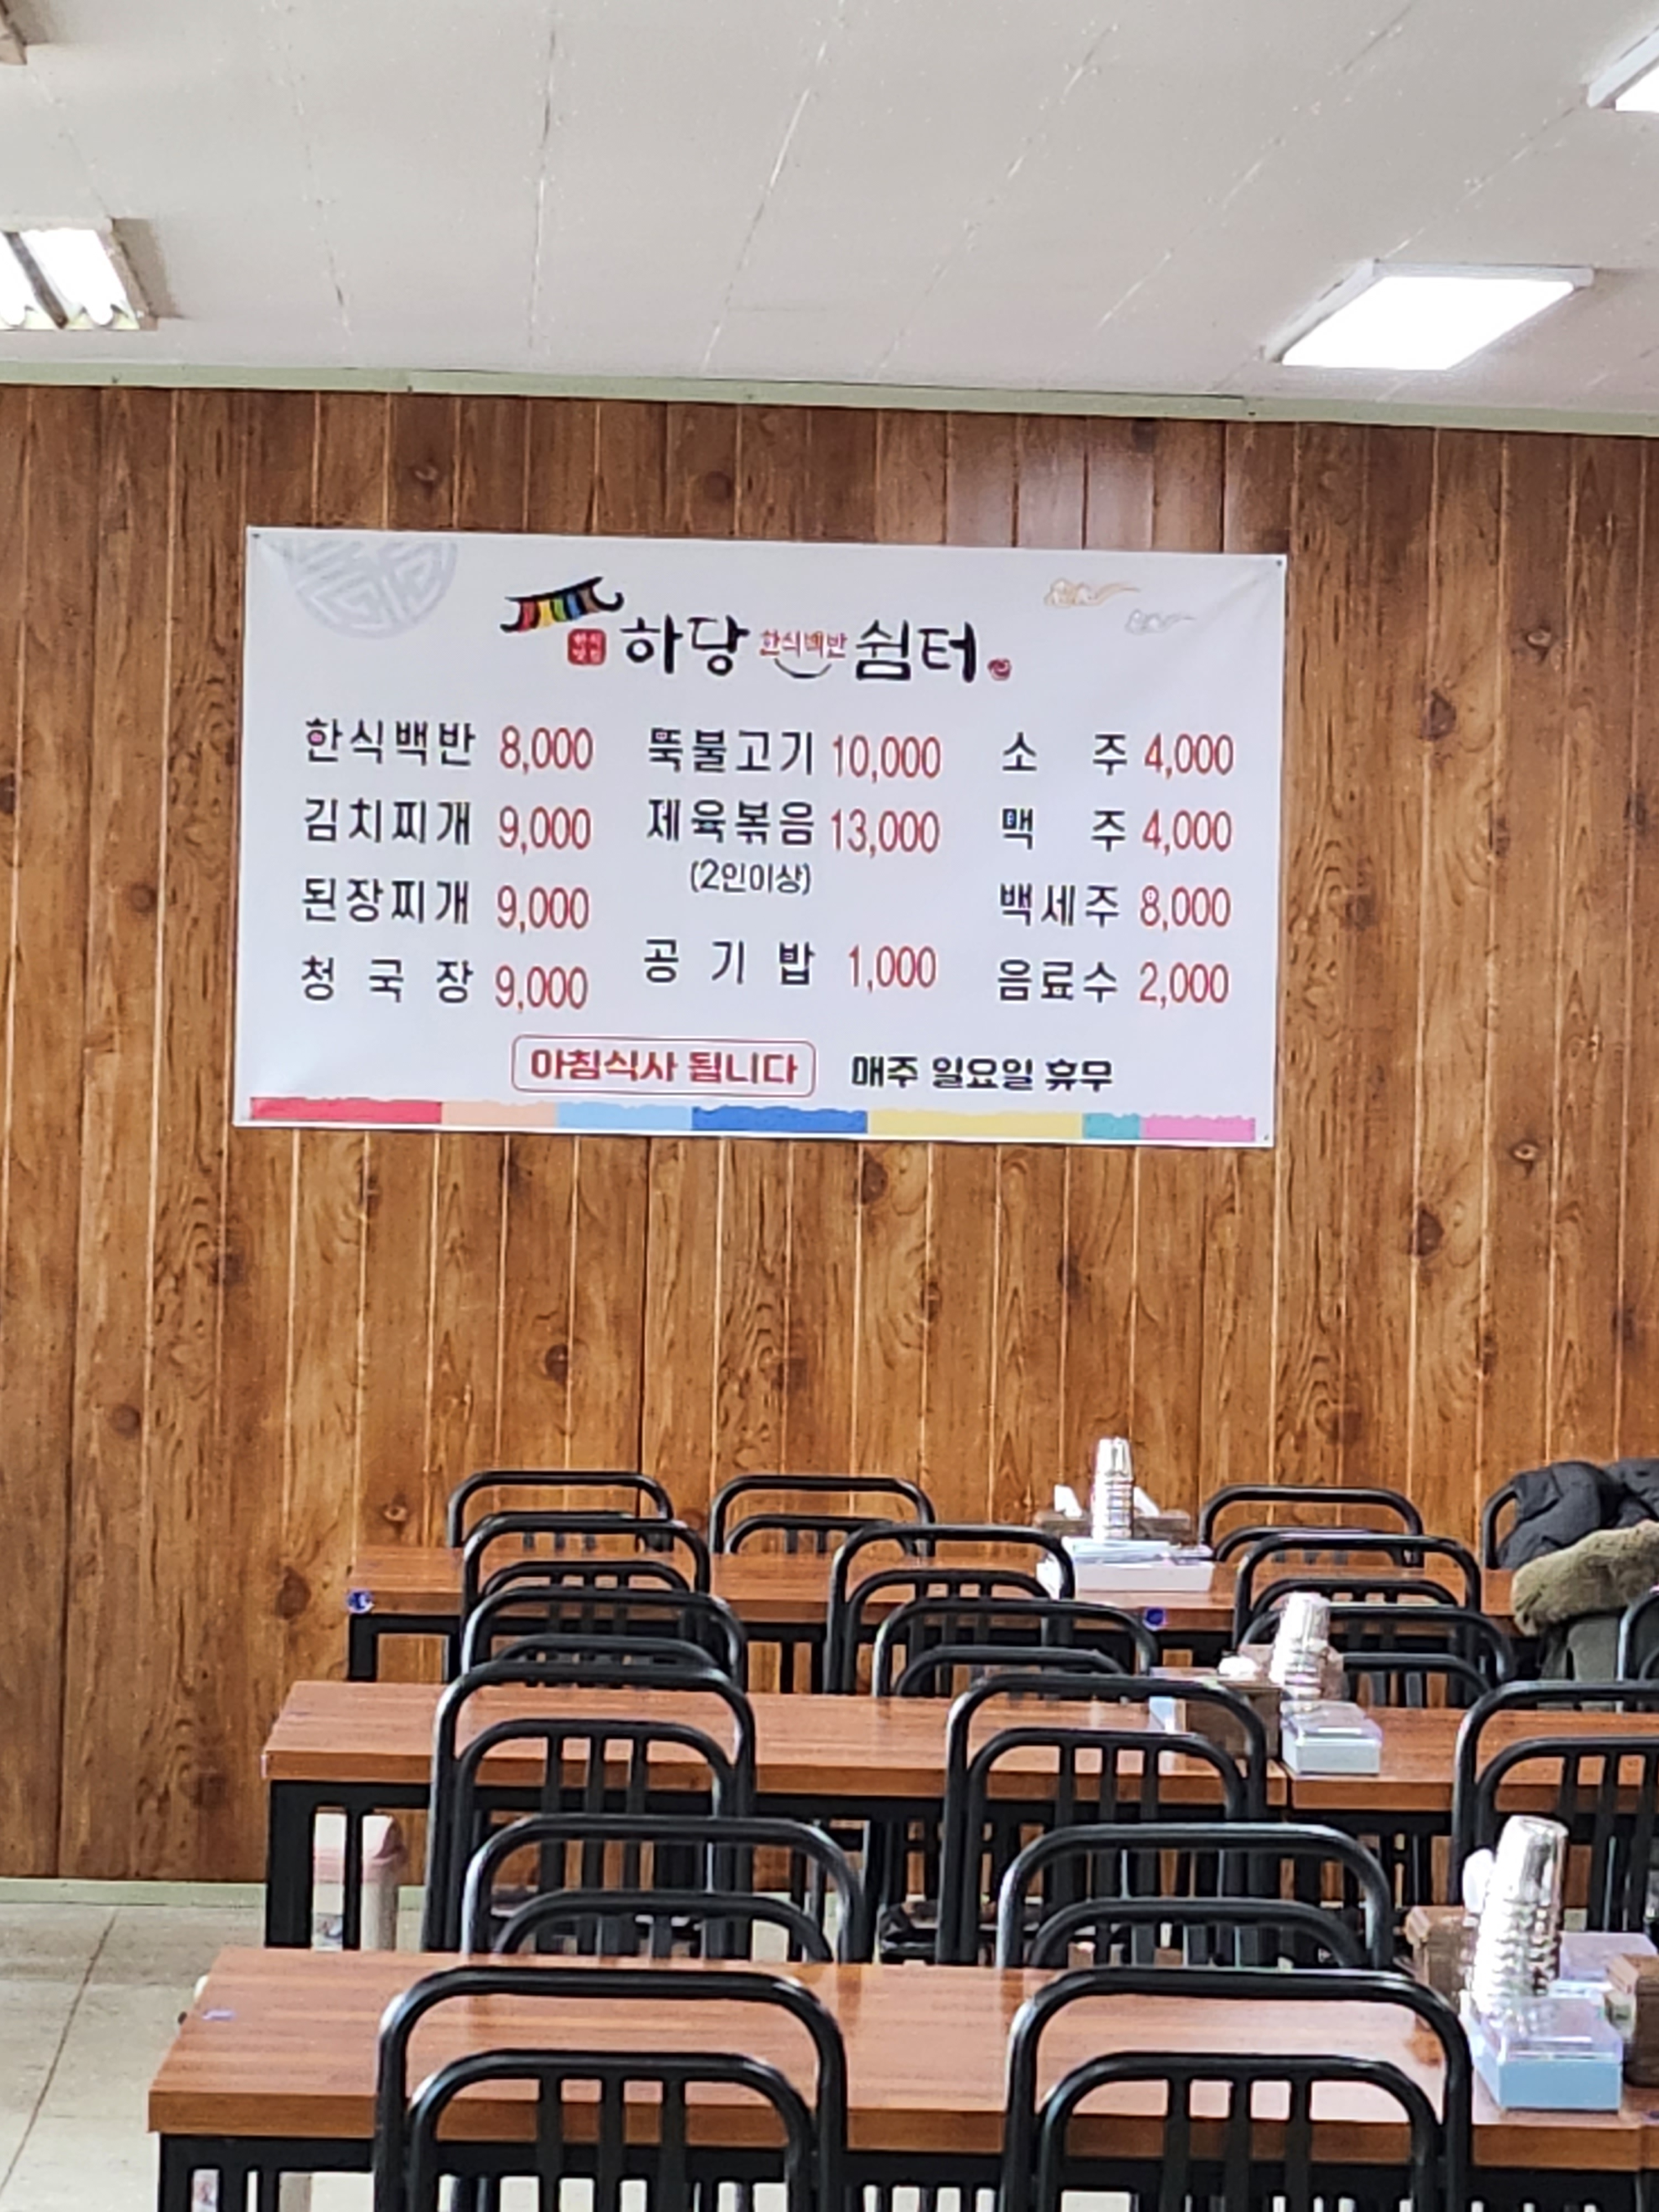 하당 한식백반 쉼터
한식백반 8,000
김치찌개 9,000
된장찌개 9,000
청국장 9,000
뚝불고기 10,000
제육볶음 13,000
(2인이상)
공기밥 1,000
소주 4,000
맥주 4,000
백세주 8,000
음료수 2,000
아침식사 됩니다
매주 일요일 휴무